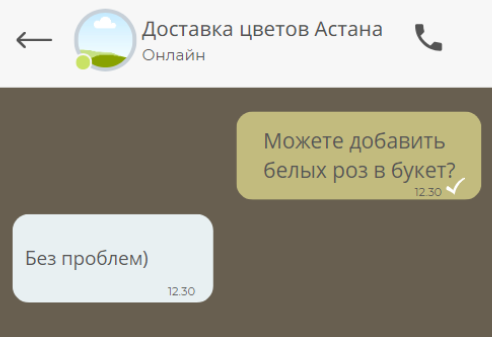 Доставка цветов Астана
Онлайн
Можете добавить
белых роз в букет?
12.30
Без проблем)
12.30